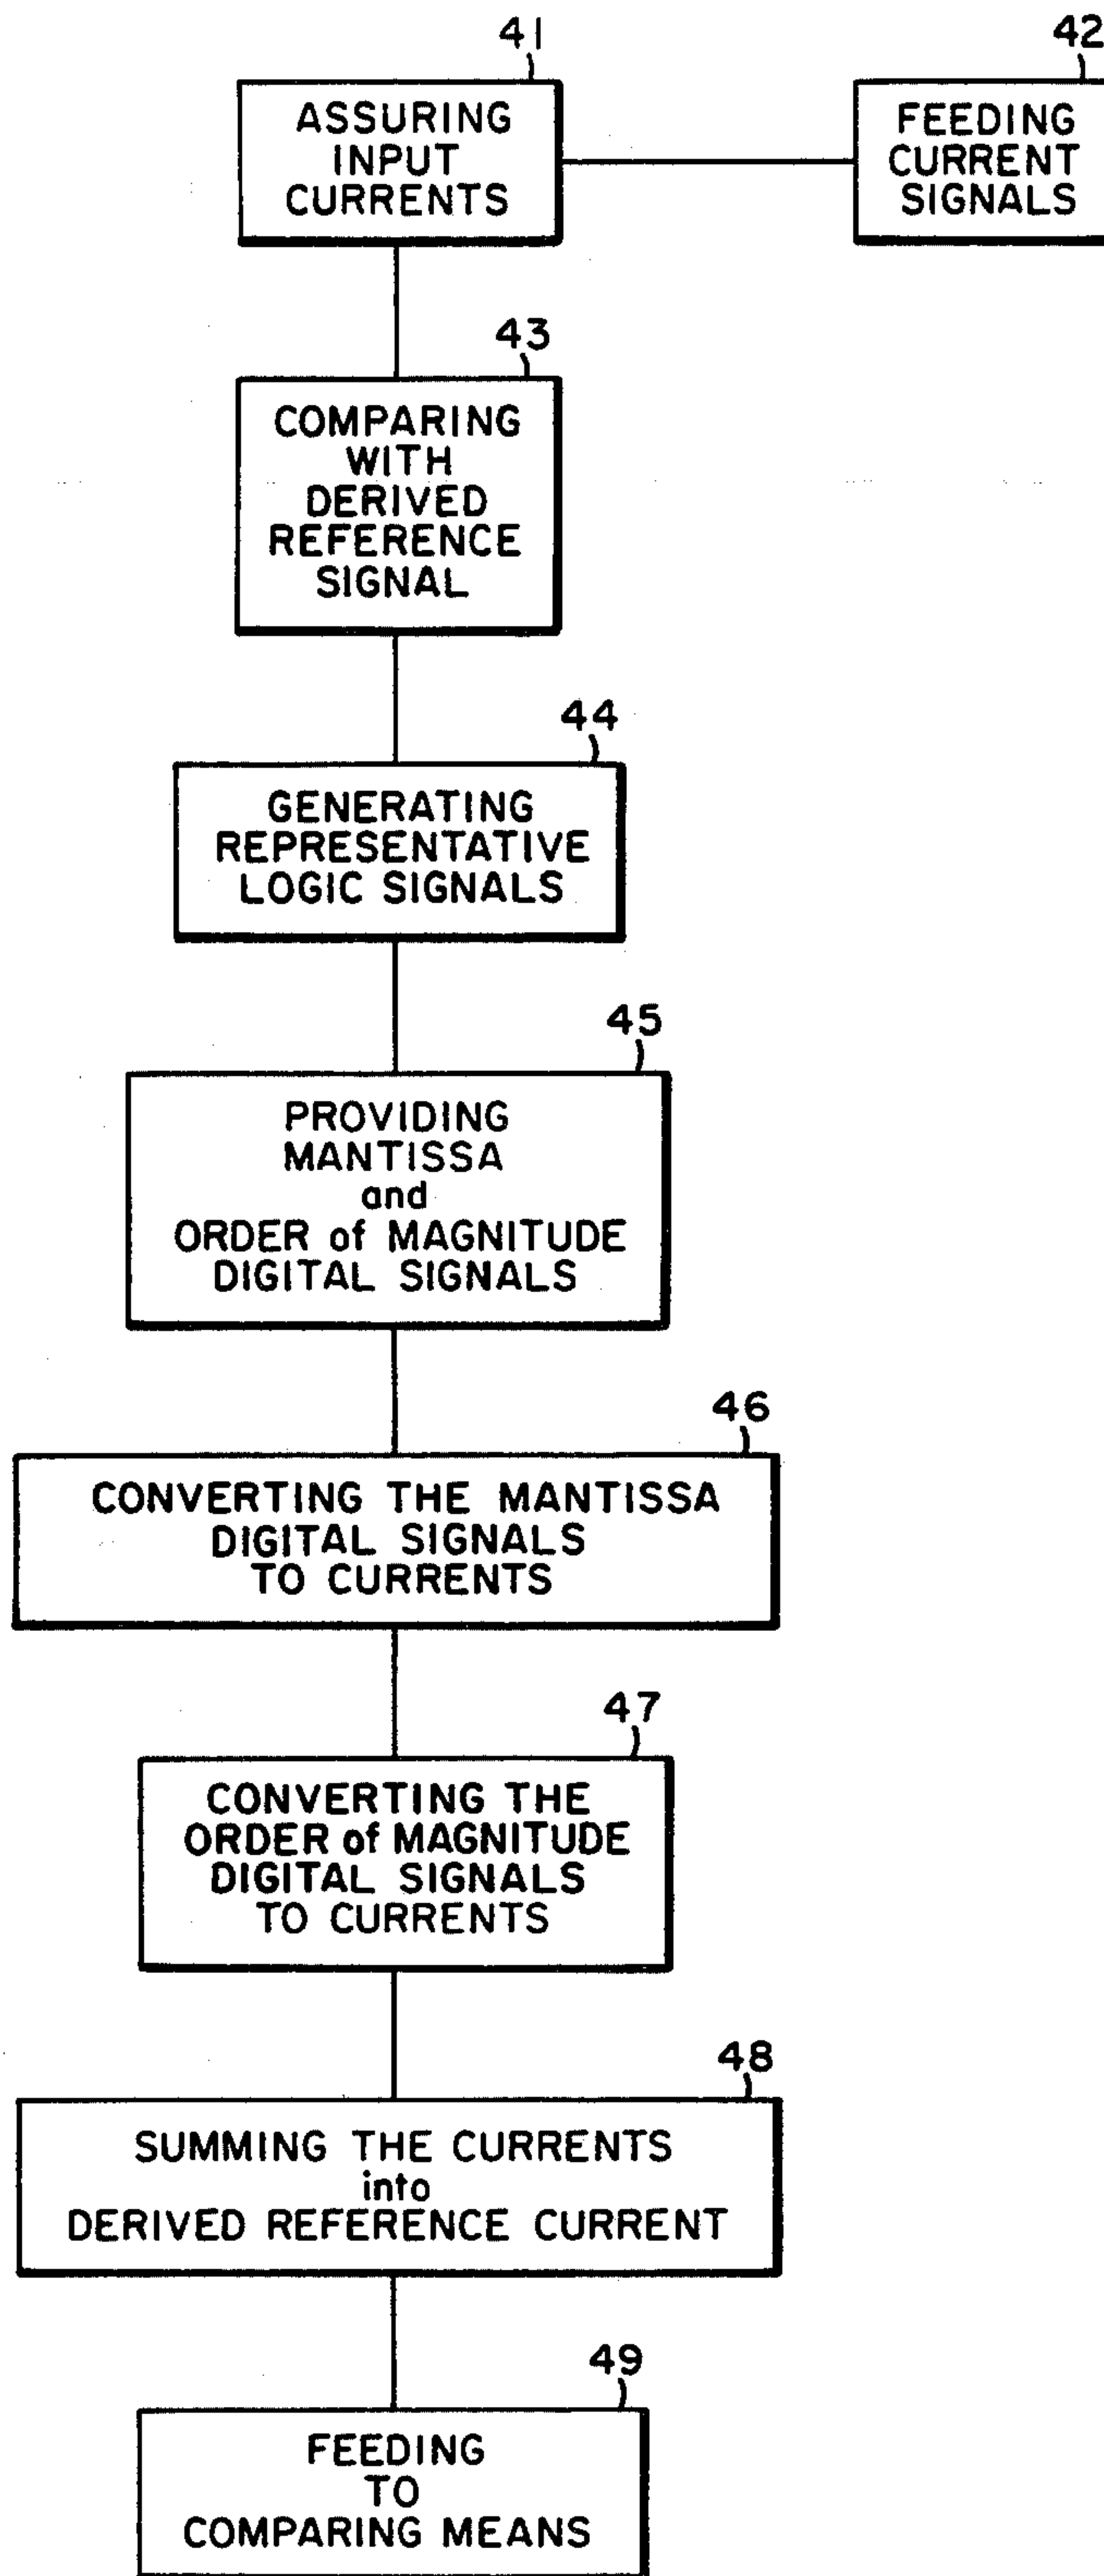 41
ASSURING
INPUT
CURRENTS
42
FEEDING
CURRENT
SIGNALS
43
COMPARING
WITH
DERIVED
REFERENCE
SIGNAL
44
GENERATING
REPRESENTATIVE
LOGIC SIGNALS
45
PROVIDING
MANTISSA
and
ORDER of MAGNITUDE
DIGITAL SIGNALS
46
CONVERTING THE MANTISSA
DIGITAL SIGNALS
TO CURRENTS
47
CONVERTING THE
ORDER of MAGNITUDE
DIGITAL SIGNALS
TO CURRENTS
48
SUMMING THE CURRENTS
into
DERIVED REFERENCE CURRENT
49
FEEDING
TO
COMPARING MEANS